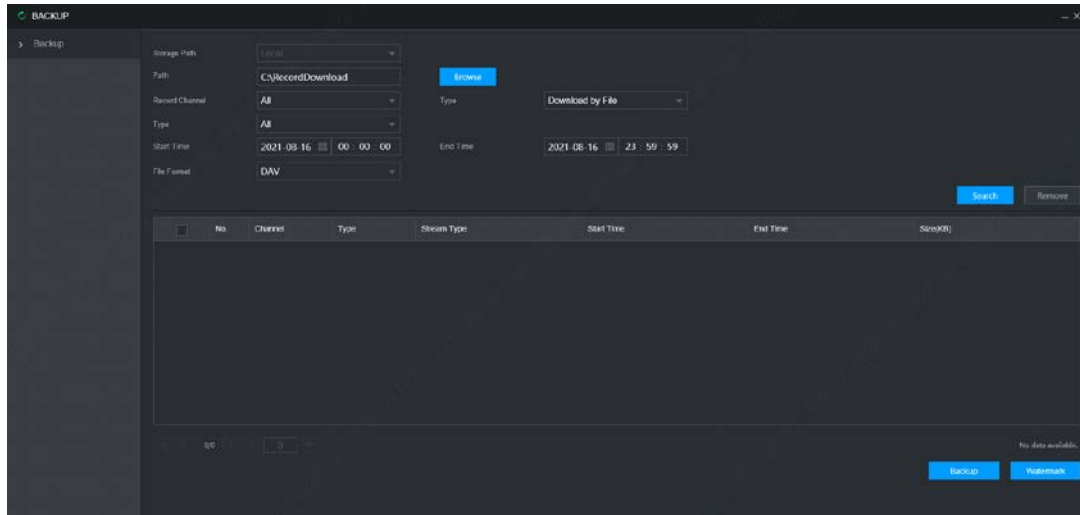 BACKUP
Backup
Storage Path Local
Path C:\RecordDownload Browse
Record Channel All Type Download by File
Type All
Start Time 2021-08-16 00 : 00 : 00 End Time 2021-08-16 23 : 59 : 59
File Format DAV
Search Remove
No. Channel Type Stream Type Start Time End Time Size(KB)
0/0 0
No data available.
Backup Watermark